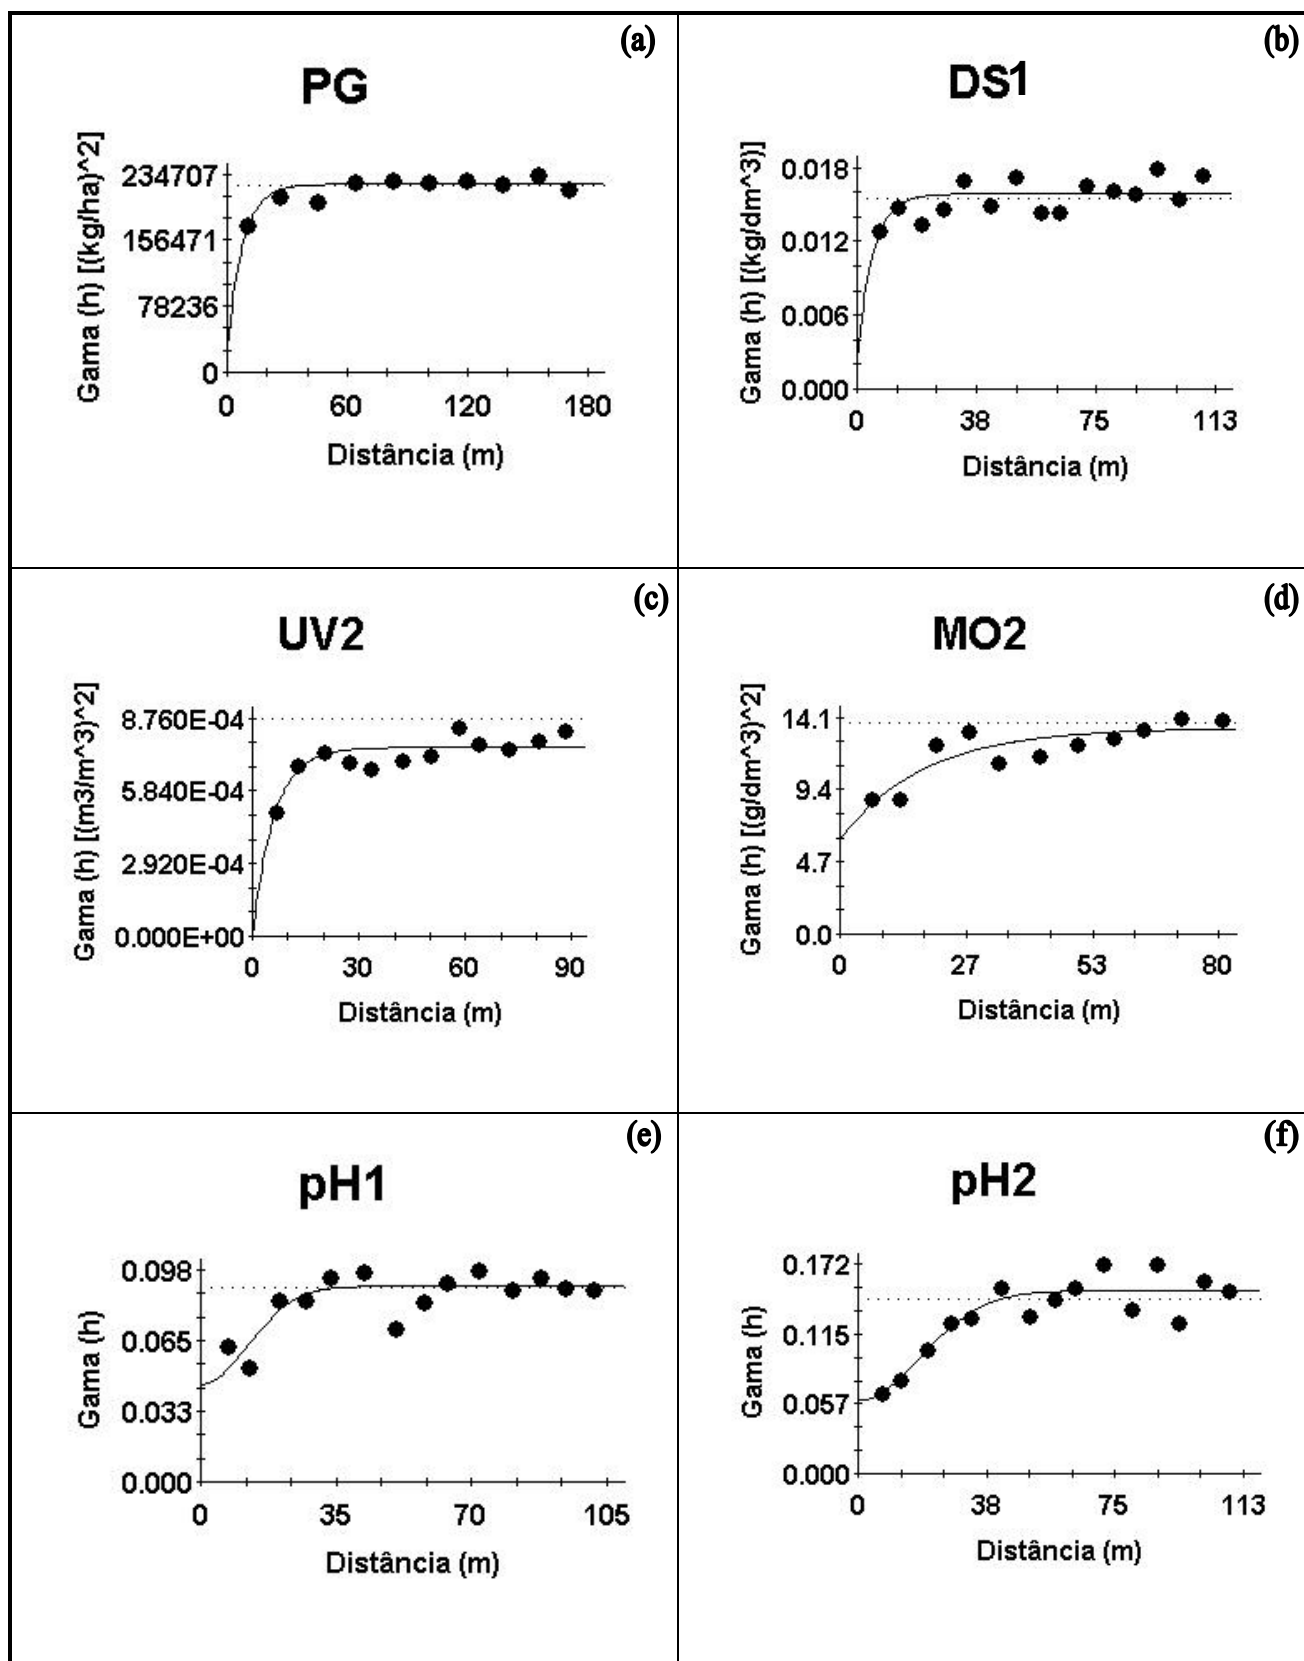 (a)
PG
Gama (h) [(kg/ha)^2]
234707
156471
78236
0
0 60 120 180
Distância (m)
(b)
DS1
Gama (h) [(kg/dm^3)]
0.018
0.012
0.006
0.000
0 38 75 113
Distância (m)
(c)
UV2
Gama (h) [(m3/m^3)^2]
8.760E-04
5.840E-04
2.920E-04
0.000E+00
0 30 60 90
Distância (m)
(d)
MO2
Gama (h) [(g/dm^3)^2]
14.1
9.4
4.7
0.0
0 27 53 80
Distância (m)
(e)
pH1
Gama (h)
0.098
0.065
0.033
0.000
0 35 70 105
Distância (m)
(f)
pH2
Gama (h)
0.172
0.115
0.057
0.000
0 38 75 113
Distância (m)